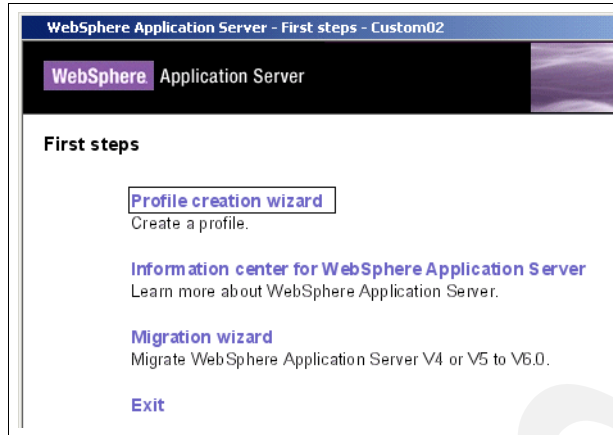 WebSphere Application Server - First steps - Custom02
WebSphere. Application Server
First steps
Profile creation wizard
Create a profile.
Information center for WebSphere Application Server
Learn more about WebSphere Application Server.
Migration wizard
Migrate WebSphere Application Server V4 or V5 to V6.0.
Exit